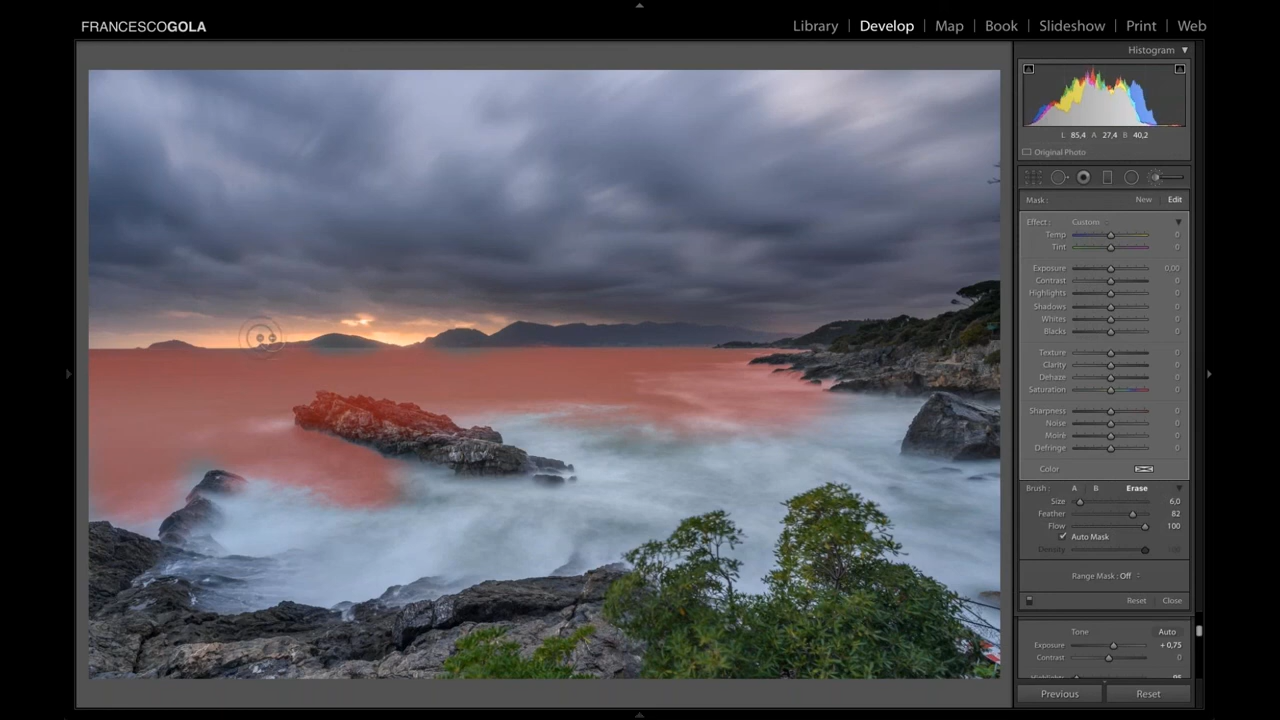 FRANCESCOGOLA
Library | Develop | Map | Book | Slideshow | Print | Web
Histogram
L 85,4 A 27,4 B 40,2
Original Photo
Mask : New Edit
Effect : Custom
Temp 0
Tint 0
Exposure 0,00
Contrast 0
Highlights 0
Shadows 0
Whites 0
Blacks 0
Texture 0
Clarity 0
Dehaze 0
Saturation 0
Sharpness 0
Noise 0
Moiré 0
Defringe 0
Color
Brush : A B Erase
Size 6,0
Feather 82
Flow 100
Auto Mask
Density
Range Mask : Off
Reset Close
Tone Auto
Exposure + 0,75
Contrast 0
Previous Reset